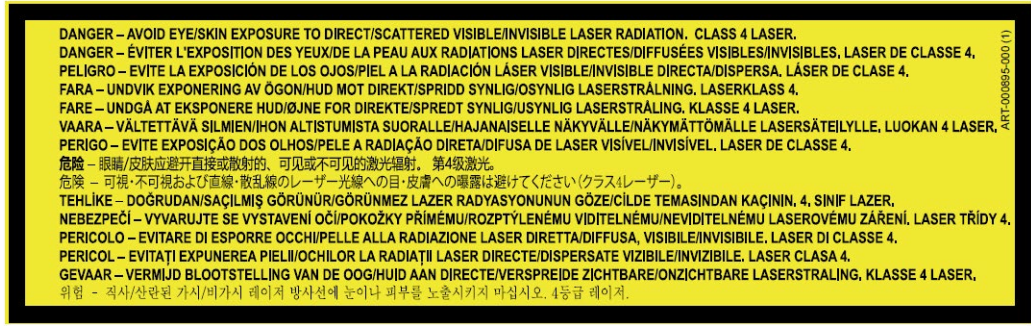 DANGER – AVOID EYE/SKIN EXPOSURE TO DIRECT/SCATTERED VISIBLE/INVISIBLE LASER RADIATION. CLASS 4 LASER.
DANGER – ÉVITER L'EXPOSITION DES YEUX/DE LA PEAU AUX RADIATIONS LASER DIRECTES/DIFFUSÉES VISIBLES/INVISIBLES. LASER DE CLASSE 4.
PELIGRO – EVITE LA EXPOSICIÓN DE LOS OJOS/PIEL A LA RADIACIÓN LÁSER VISIBLE/INVISIBLE DIRECTA/DISPERSA. LÁSER DE CLASE 4.
FARA – UNDVIK EXPONERING AV ÖGON/HUD MOT DIREKT/SPRIDD SYNLIG/OSYNLIG LASERSTRÅLNING. LASERKLASS 4.
FARE – UNDGÅ AT EKSPONERE HUD/ØJNE FOR DIREKTE/SPREDT SYNLIG/USYNLIG LASERSTRÅLING. KLASSE 4 LASER.
VAARA – VÄLTETTÄVÄ SILMIEN/IHON ALTISTUMISTA SUORALLE/HAJANAISELLE NÄKYVÄLLE/NÄKYMÄTTÖMÄLLE LASERSÄTEILYLLE. LUOKAN 4 LASER.
PERIGO – EVITE EXPOSIÇÃO DOS OLHOS/PELE A RADIAÇÃO DIRETA/DIFUSA DE LASER VISÍVEL/INVISÍVEL. LASER DE CLASSE 4.
危险 – 眼睛/皮肤应避开直接或散射的、可见或不可见的激光辐射。 第4级激光。
危険 – 可視・不可視および直線・散乱線のレーザー光線への目・皮膚への曝露は避けてください(クラス4レーザー)。
TEHLİKE – DOĞRUDAN/SAÇILMIŞ GÖRÜNÜR/GÖRÜNMEZ LAZER RADYASYONUNUN GÖZE/CİLDE TEMASINDAN KAÇININ. 4. SINIF LAZER.
NEBEZPEČÍ – VYVARUJTE SE VYSTAVENÍ OČÍ/POKOŽKY PŘÍMÉMU/ROZPTÝLENÉMU VIDITELNÉMU/NEVIDITELNÉMU LASEROVÉMU ZÁŘENÍ. LASER TŘÍDY 4.
PERICOLO – EVITARE DI ESPORRE OCCHI/PELLE ALLA RADIAZIONE LASER DIRETTA/DIFFUSA, VISIBILE/INVISIBILE. LASER DI CLASSE 4.
PERICOL – EVITAȚI EXPUNEREA PIELII/OCHILOR LA RADIAȚII LASER DIRECTE/DISPERSATE VIZIBILE/INVIZIBILE. LASER CLASA 4.
GEVAAR – VERMIJD BLOOTSTELLING VAN DE OOG/HUID AAN DIRECTE/VERSPREIDE ZICHTBARE/ONZICHTBARE LASERSTRALING. KLASSE 4 LASER.
위험 - 직사/산란된 가시/비가시 레이저 방사선에 눈이나 피부를 노출시키지 마십시오. 4등급 레이저.
ART-000895-000 (1)